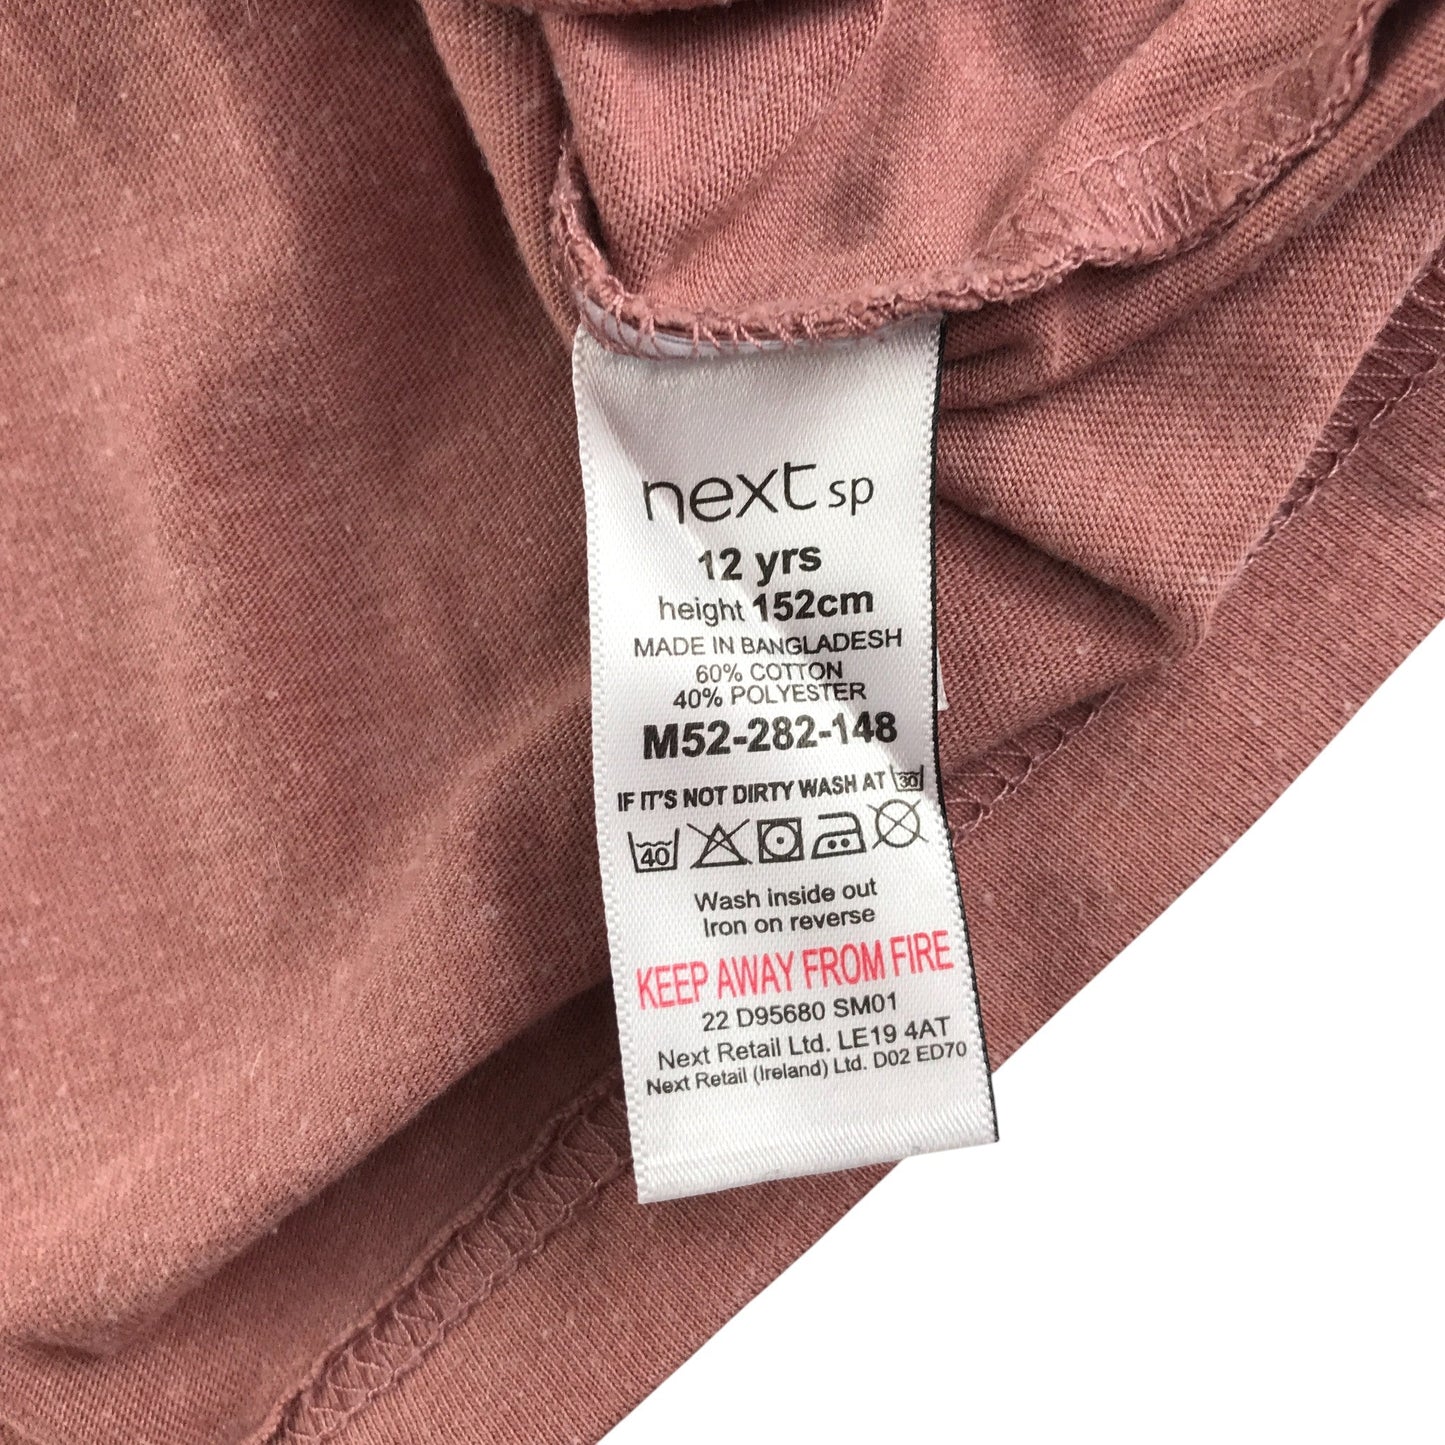 next sp
12 yrs
height 152cm
MADE IN BANGLADESH
60% COTTON
40% POLYESTER
M52-282-148
IF IT'S NOT DIRTY WASH AT 30
40
Wash inside out
Iron on reverse
KEEP AWAY FROM FIRE
22 D95680 SM01
Next Retail Ltd. LE19 4AT
Next Retail (Ireland) Ltd. D02 ED70